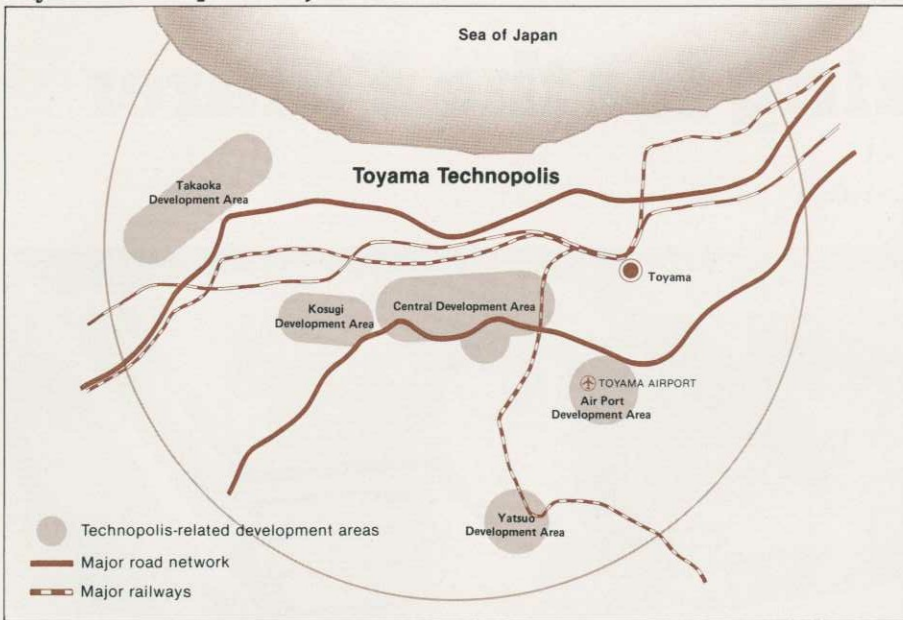 Sea of Japan
Toyama Technopolis
Takaoka
Development Area
Toyama
Kosugi
Development Area
Central Development Area
TOYAMA AIRPORT
Air Port
Development Area
Yatsuo
Development Area
Technopolis-related development areas
Major road network
Major railways